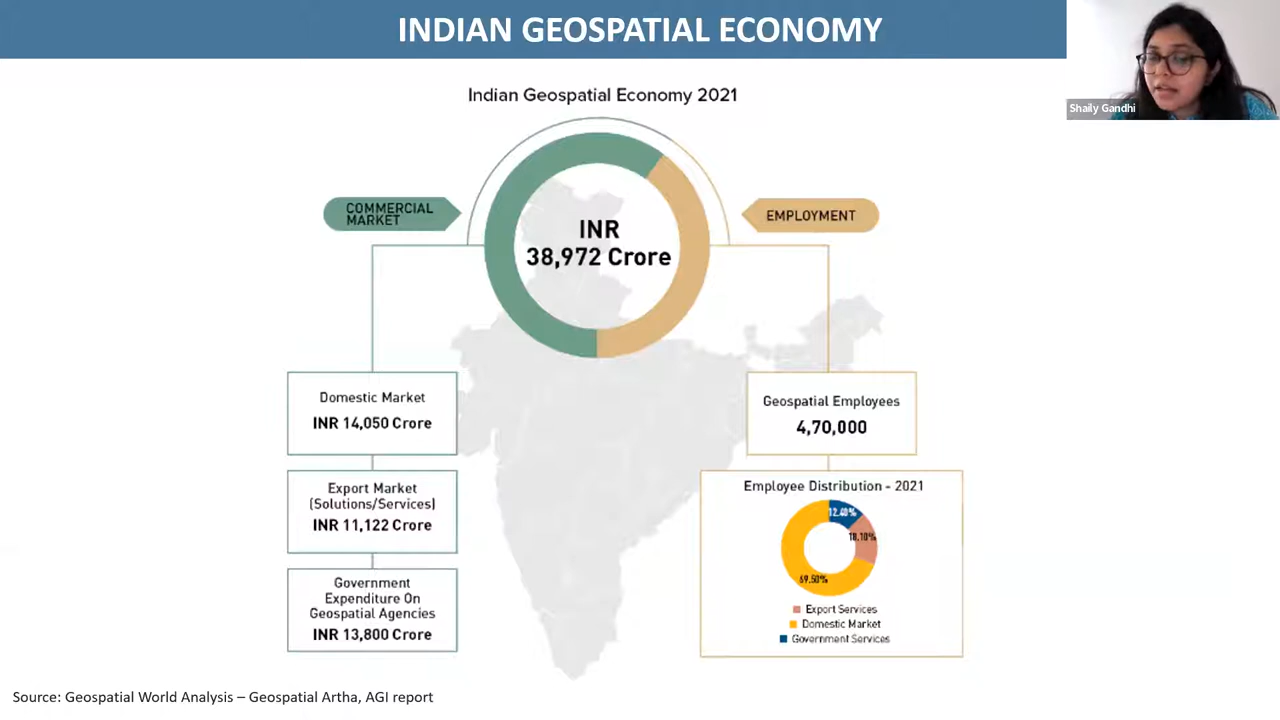 INDIAN GEOSPATIAL ECONOMY
Shaily Gandhi
Indian Geospatial Economy 2021
COMMERCIAL
MARKET
INR
38,972 Crore
EMPLOYMENT
Domestic Market
INR 14,050 Crore
Export Market
(Solutions/Services)
INR 11,122 Crore
Government
Expenditure On
Geospatial Agencies
INR 13,800 Crore
Geospatial Employees
4,70,000
Employee Distribution - 2021
12.40%
18.10%
69.50%
Export Services
Domestic Market
Government Services
Source: Geospatial World Analysis – Geospatial Artha, AGI report